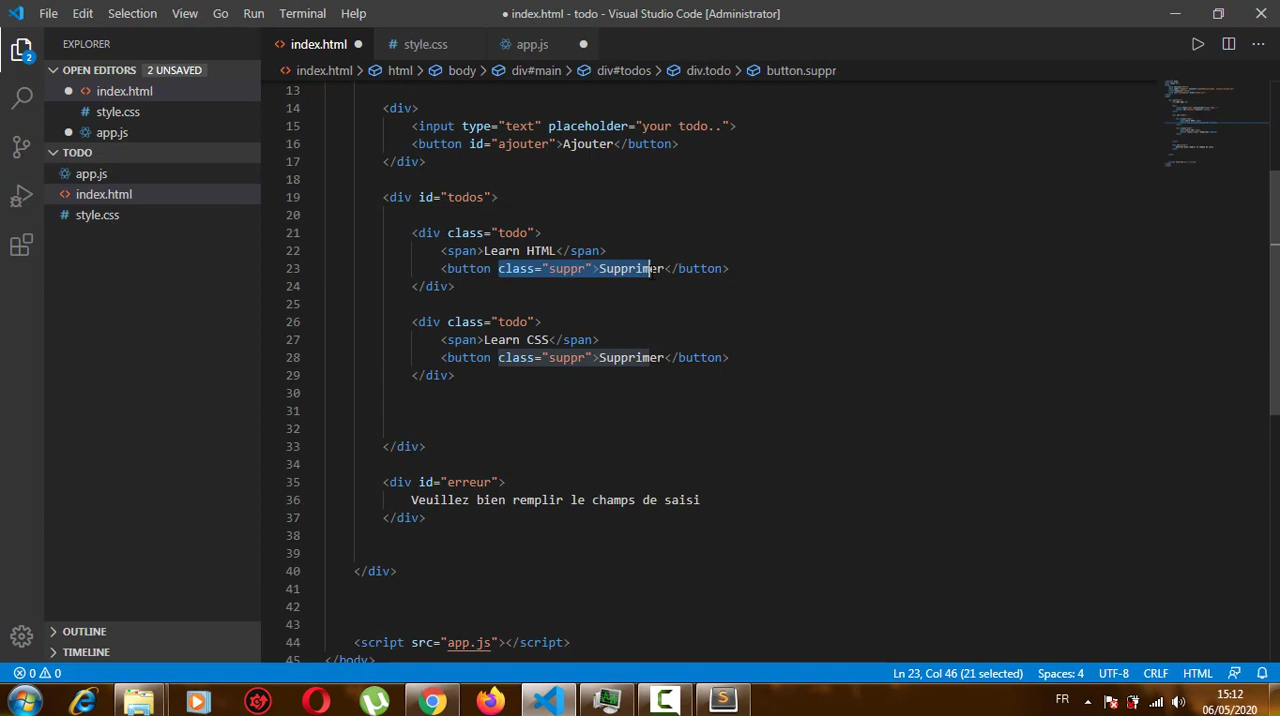 File Edit Selection View Go Run Terminal Help
● index.html - todo - Visual Studio Code [Administrator]
EXPLORER
index.html
style.css
app.js
OPEN EDITORS 2 UNSAVED
index.html
style.css
app.js
TODO
app.js
index.html
style.css
OUTLINE
TIMELINE
2
index.html > html > body > div#main > div#todos > div.todo > button.suppr
13
14 <div>
15 <input type="text" placeholder="your todo..">
16 <button id="ajouter">Ajouter</button>
17 </div>
18
19 <div id="todos">
20
21 <div class="todo">
22 <span>Learn HTML</span>
23 <button class="suppr">Supprimer</button>
24 </div>
25
26 <div class="todo">
27 <span>Learn CSS</span>
28 <button class="suppr">Supprimer</button>
29 </div>
30
31
32
33 </div>
34
35 <div id="erreur">
36 Veuillez bien remplir le champs de saisi
37 </div>
38
39
40 </div>
41
42
43
44 <script src="app.js"></script>
45 </body>
0 0
Ln 23, Col 46 (21 selected) Spaces: 4 UTF-8 CRLF HTML
FR
15:12
06/05/2020